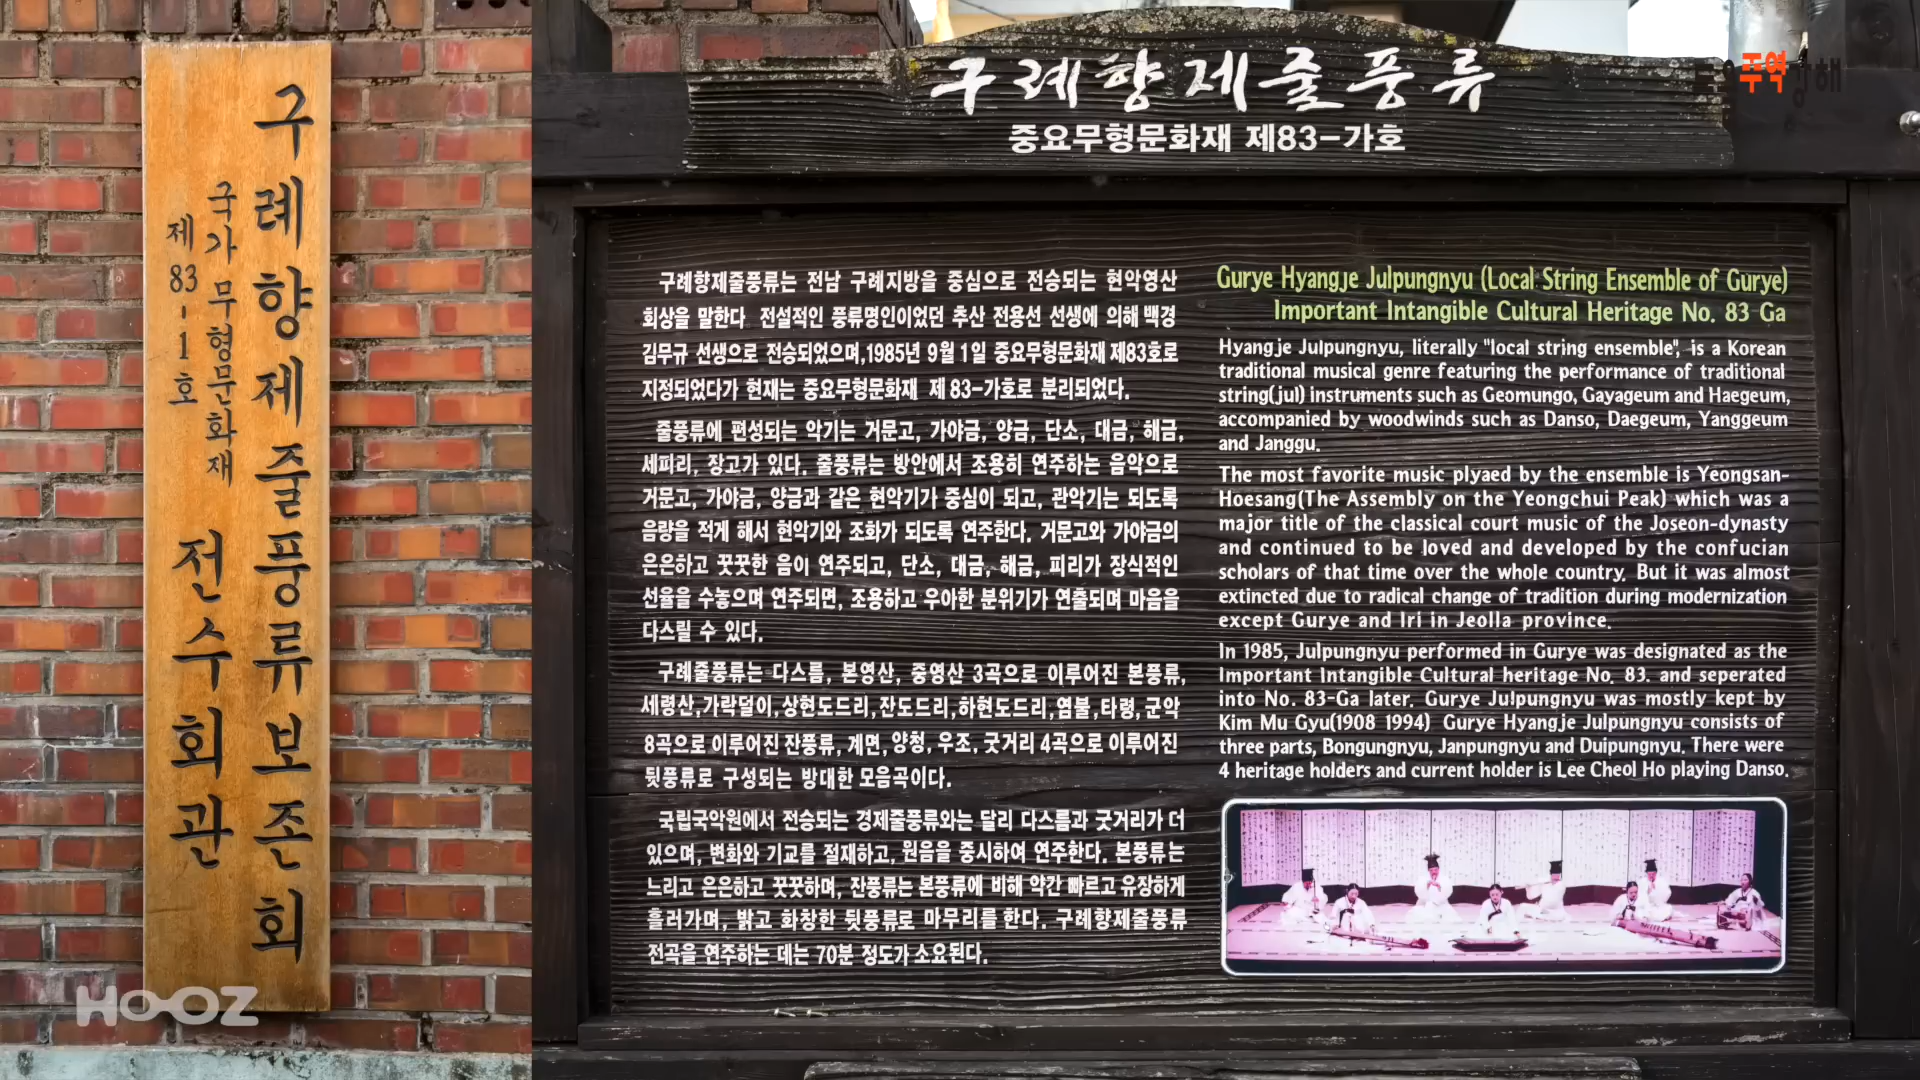 구례향제줄풍류보존회
국가 무형문화재
제 83-1호
전수회관
구례향제줄풍류
중요무형문화재 제83-가호
구례향제줄풍류는 전남 구례지방을 중심으로 전승되는 현악영산
회상을 말한다 전설적인 풍류명인이었던 추산 전용선 선생에 의해 백경
김무규 선생으로 전승되었으며,1985년 9월 1일 중요무형문화재 제83호로
지정되었다가 현재는 중요무형문화재 제 83-가호로 분리되었다.
줄풍류에 편성되는 악기는 거문고, 가야금, 양금, 단소, 대금, 해금,
세피리, 장고가 있다. 줄풍류는 방안에서 조용히 연주하는 음악으로
거문고, 가야금, 양금과 같은 현악기가 중심이 되고, 관악기는 되도록
음량을 적게 해서 현악기와 조화가 되도록 연주한다. 거문고와 가야금의
은은하고 꿋꿋한 음이 연주되고, 단소, 대금, 해금, 피리가 장식적인
선율을 수놓으며 연주되면, 조용하고 우아한 분위기가 연출되며 마음을
다스릴 수 있다.
구례줄풍류는 다스름, 본영산, 중영산 3곡으로 이루어진 본풍류,
세령산,가락덜이,상현도드리,잔도드리,하현도드리,염불,타령,군악
8곡으로 이루어진 잔풍류, 계면, 양청, 우조, 굿거리 4곡으로 이루어진
뒷풍류로 구성되는 방대한 모음곡이다.
국립국악원에서 전승되는 경제줄풍류와는 달리 다스름과 굿거리가 더
있으며, 변화와 기교를 절제하고, 원음을 중시하여 연주한다. 본풍류는
느리고 은은하고 꿋꿋하며, 잔풍류는 본풍류에 비해 약간 빠르고 유장하게
흘러가며, 밝고 화창한 뒷풍류로 마무리를 한다. 구례향제줄풍류
전곡을 연주하는 데는 70분 정도가 소요된다.
Gurye Hyangje Julpungnyu (Local String Ensemble of Gurye)
Important Intangible Cultural Heritage No. 83 Ga
Hyangje Julpungnyu, literally "local string ensemble", is a Korean
traditional musical genre featuring the performance of traditional
string(jul) instruments such as Geomungo, Gayageum and Haegeum,
accompanied by woodwinds such as Danso, Daegeum, Yanggeum
and Janggu.
The most favorite music plyaed by the ensemble is Yeongsan-
Hoesang(The Assembly on the Yeongchui Peak) which was a
major title of the classical court music of the Joseon-dynasty
and continued to be loved and developed by the confucian
scholars of that time over the whole country. But it was almost
extincted due to radical change of tradition during modernization
except Gurye and Iri in Jeolla province.
In 1985, Julpungnyu performed in Gurye was designated as the
Important Intangible Cultural heritage No. 83. and seperated
into No. 83-Ga later. Gurye Julpungnyu was mostly kept by
Kim Mu Gyu(1908 1994) Gurye Hyangje Julpungnyu consists of
three parts, Bongungnyu, Janpungnyu and Duipungnyu. There were
4 heritage holders and current holder is Lee Cheol Ho playing Danso.
HOOZ